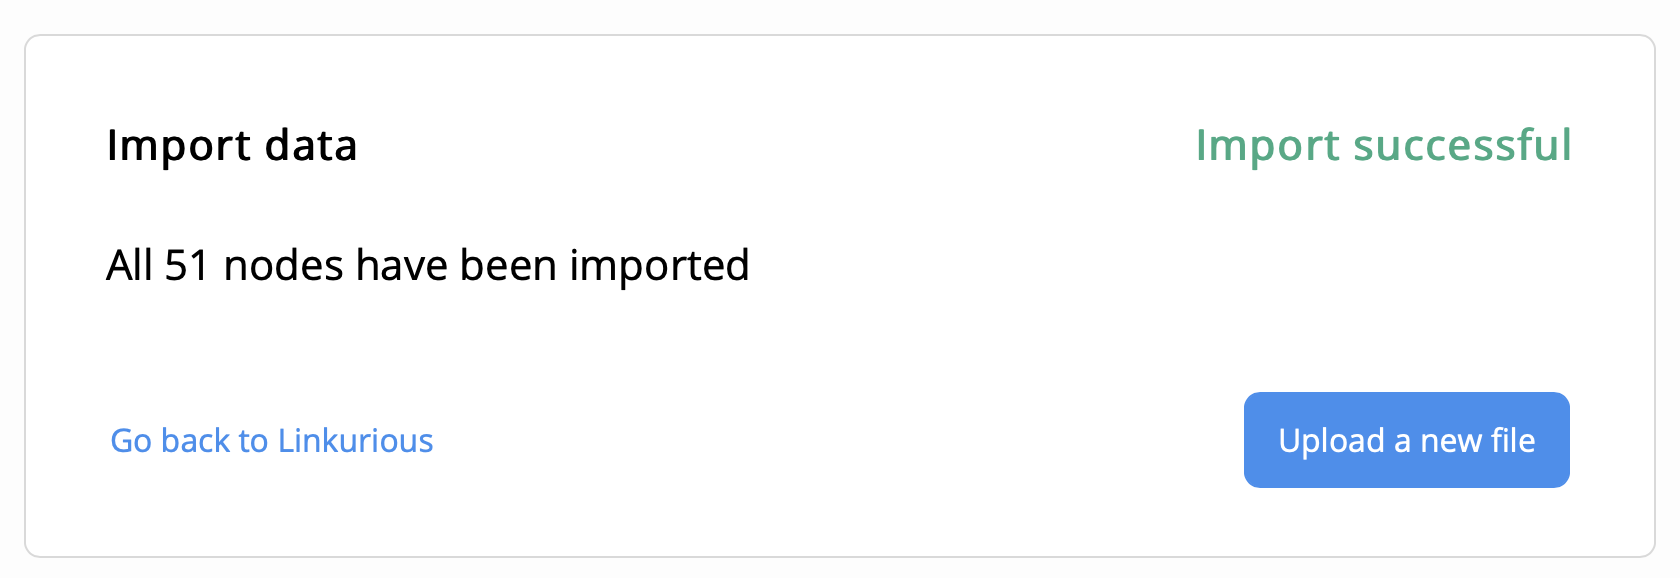 Import data
Import successful
All 51 nodes have been imported
Go back to Linkurious
Upload a new file